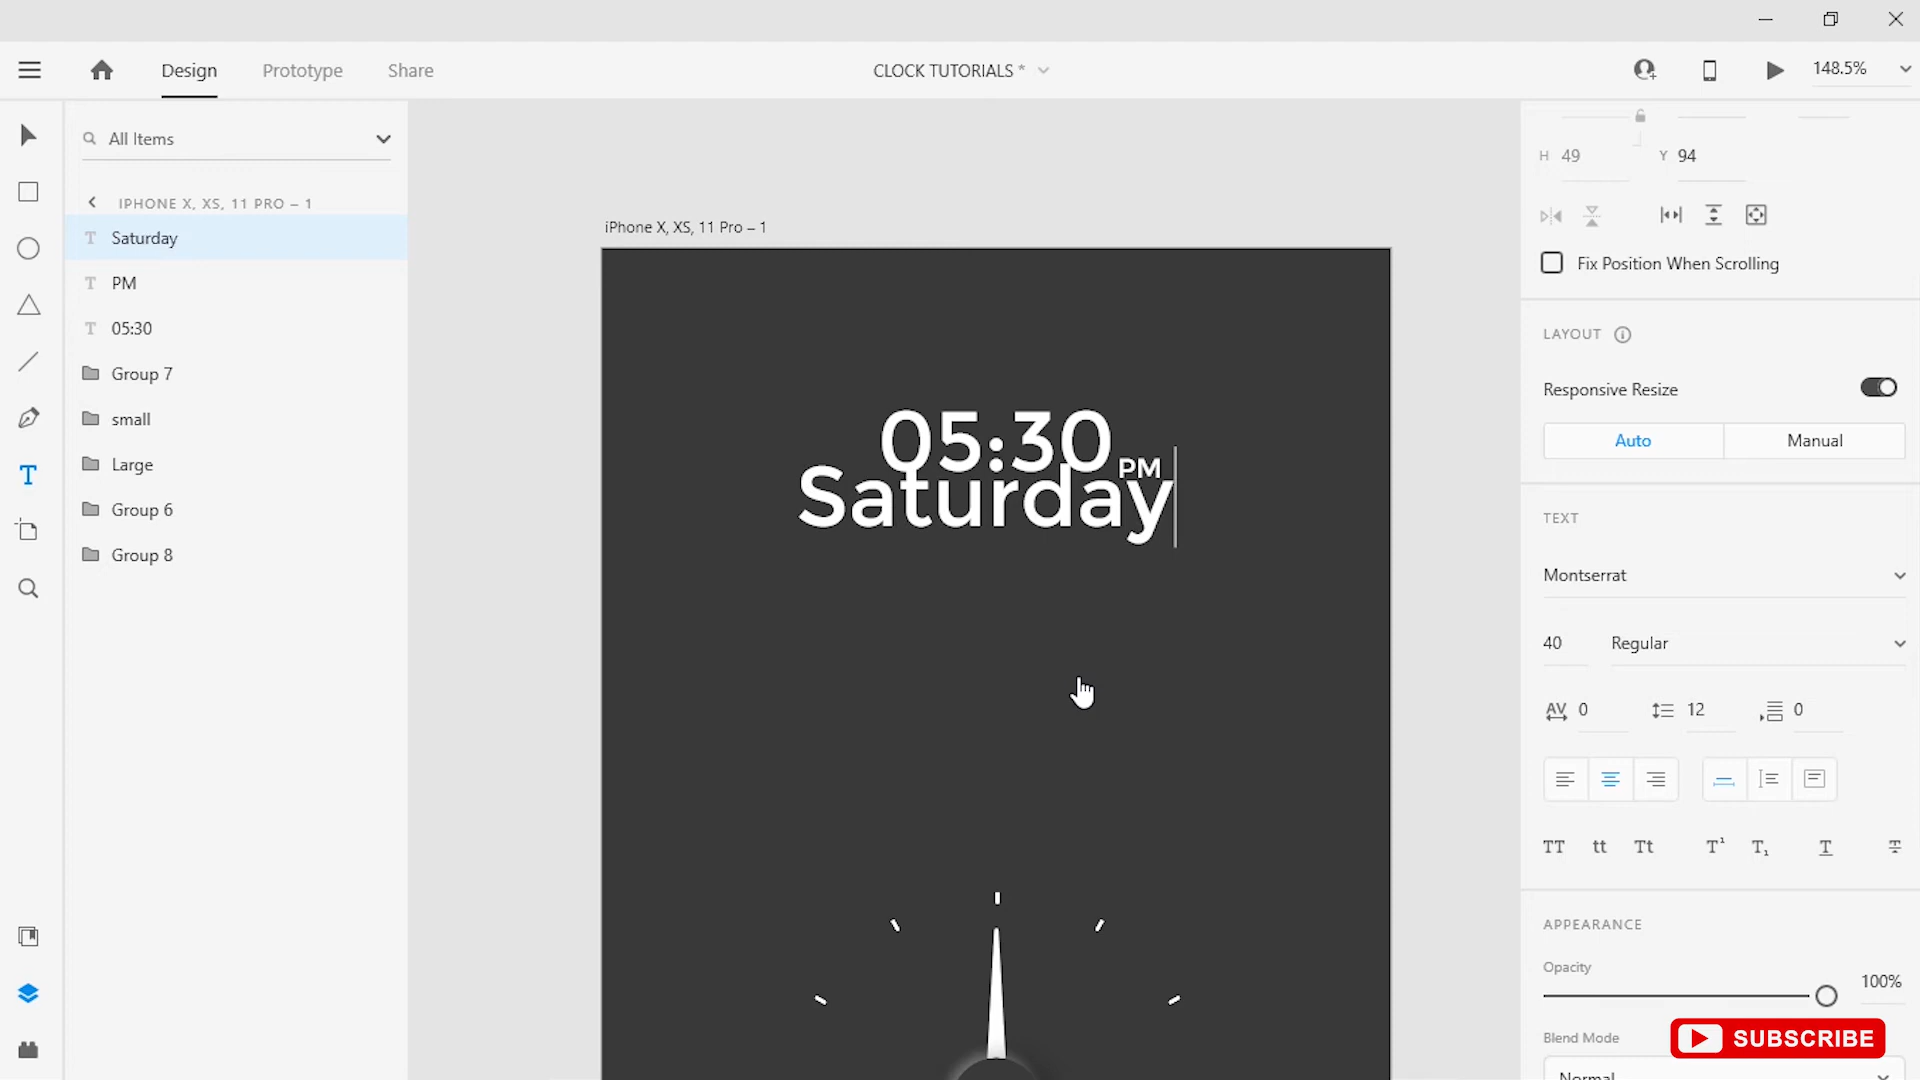 Design
Prototype
Share
CLOCK TUTORIALS *
148.5%
All Items
IPHONE X, XS, 11 PRO – 1
Saturday
PM
05:30
Group 7
small
Large
Group 6
Group 8
iPhone X, XS, 11 Pro – 1
05:30 PM
Saturday
H 49
Y 94
Fix Position When Scrolling
LAYOUT
Responsive Resize
Auto
Manual
TEXT
Montserrat
40
Regular
AV 0
12
0
TT tt Tt T¹ T₁ T T
APPEARANCE
Opacity
100%
Blend Mode
SUBSCRIBE
Normal